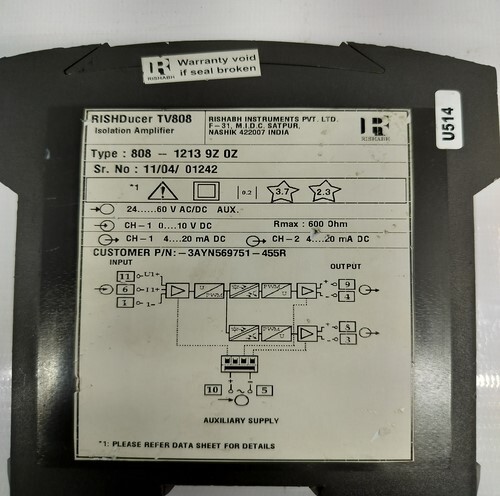 RISHABH
Warranty void
if seal broken
U514
RISHDucer TV808
Isolation Amplifier
RISHABH INSTRUMENTS PVT. LTD.
F-31, M.I.D.C. SATPUR,
NASHIK 422007 INDIA
RISHABH
Type : 808 - 1213 9Z 0Z
Sr. No : 11/04/ 01242
*1 0.2 3.7 2.3
24.....60 V AC/DC AUX.
CH-1 0....10 V DC Rmax : 600 Ohm
CH-1 4....20 mA DC CH-2 4....20 mA DC
CUSTOMER P/N:-3AYN569751-455R
INPUT OUTPUT
11 U1+
6 I1+ 9
1 1- 4
8
3
10 + ~ - 5
AUXILIARY SUPPLY
*1: PLEASE REFER DATA SHEET FOR DETAILS